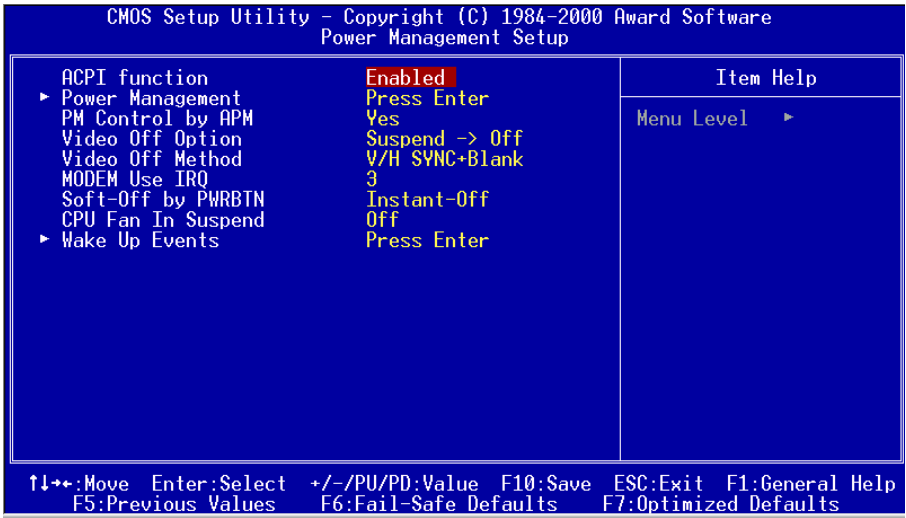 CMOS Setup Utility – Copyright (C) 1984–2000 Award Software
Power Management Setup
ACPI function Enabled
► Power Management Press Enter
PM Control by APM Yes
Video Off Option Suspend –> Off
Video Off Method V/H SYNC+Blank
MODEM Use IRQ 3
Soft-Off by PWRBTN Instant-Off
CPU Fan In Suspend Off
► Wake Up Events Press Enter
Item Help
Menu Level ►
↑↓→←:Move Enter:Select +/-/PU/PD:Value F10:Save ESC:Exit F1:General Help
F5:Previous Values F6:Fail-Safe Defaults F7:Optimized Defaults